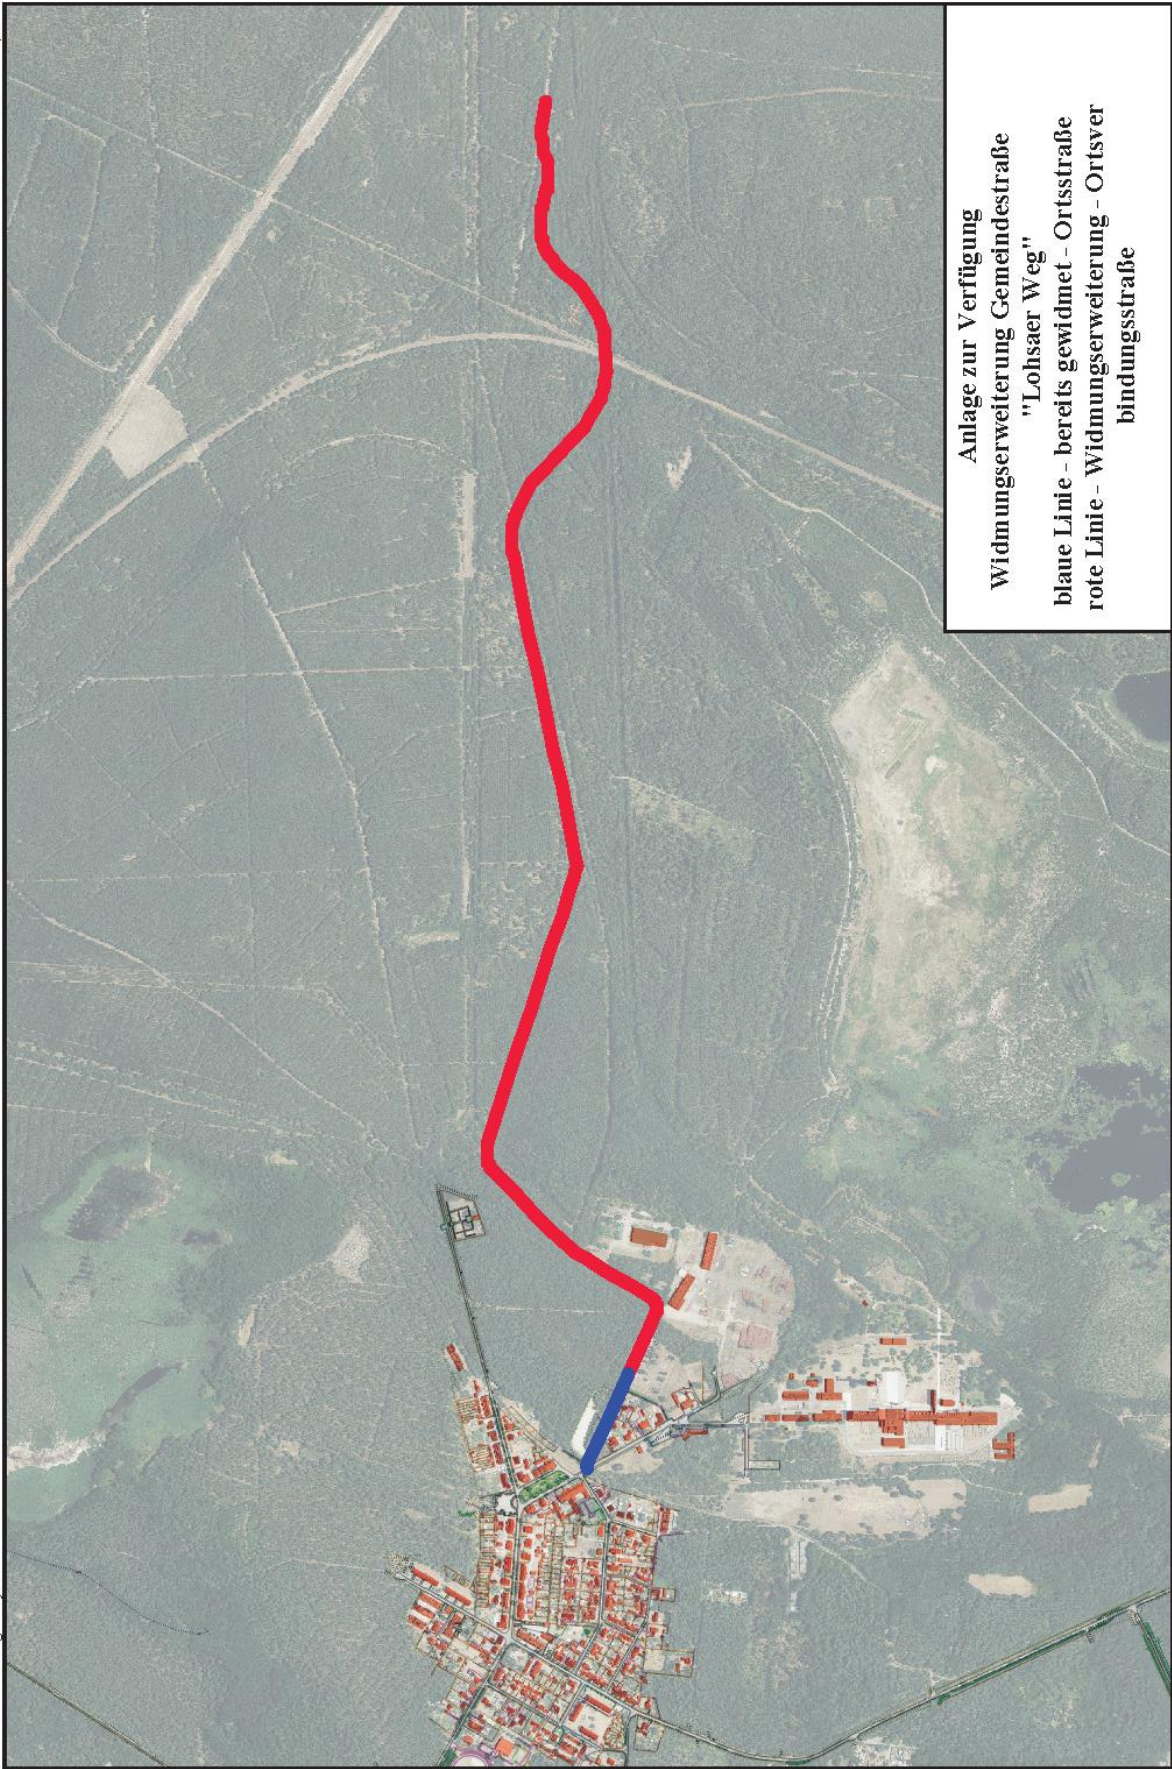 Anlage zur Verfügung
Widmungserweiterung Gemeindestraße
"Lohsaer Weg"
blaue Linie - bereits gewidmet - Ortsstraße
rote Linie - Widmungserweiterung - Ortsver
bindungsstraße